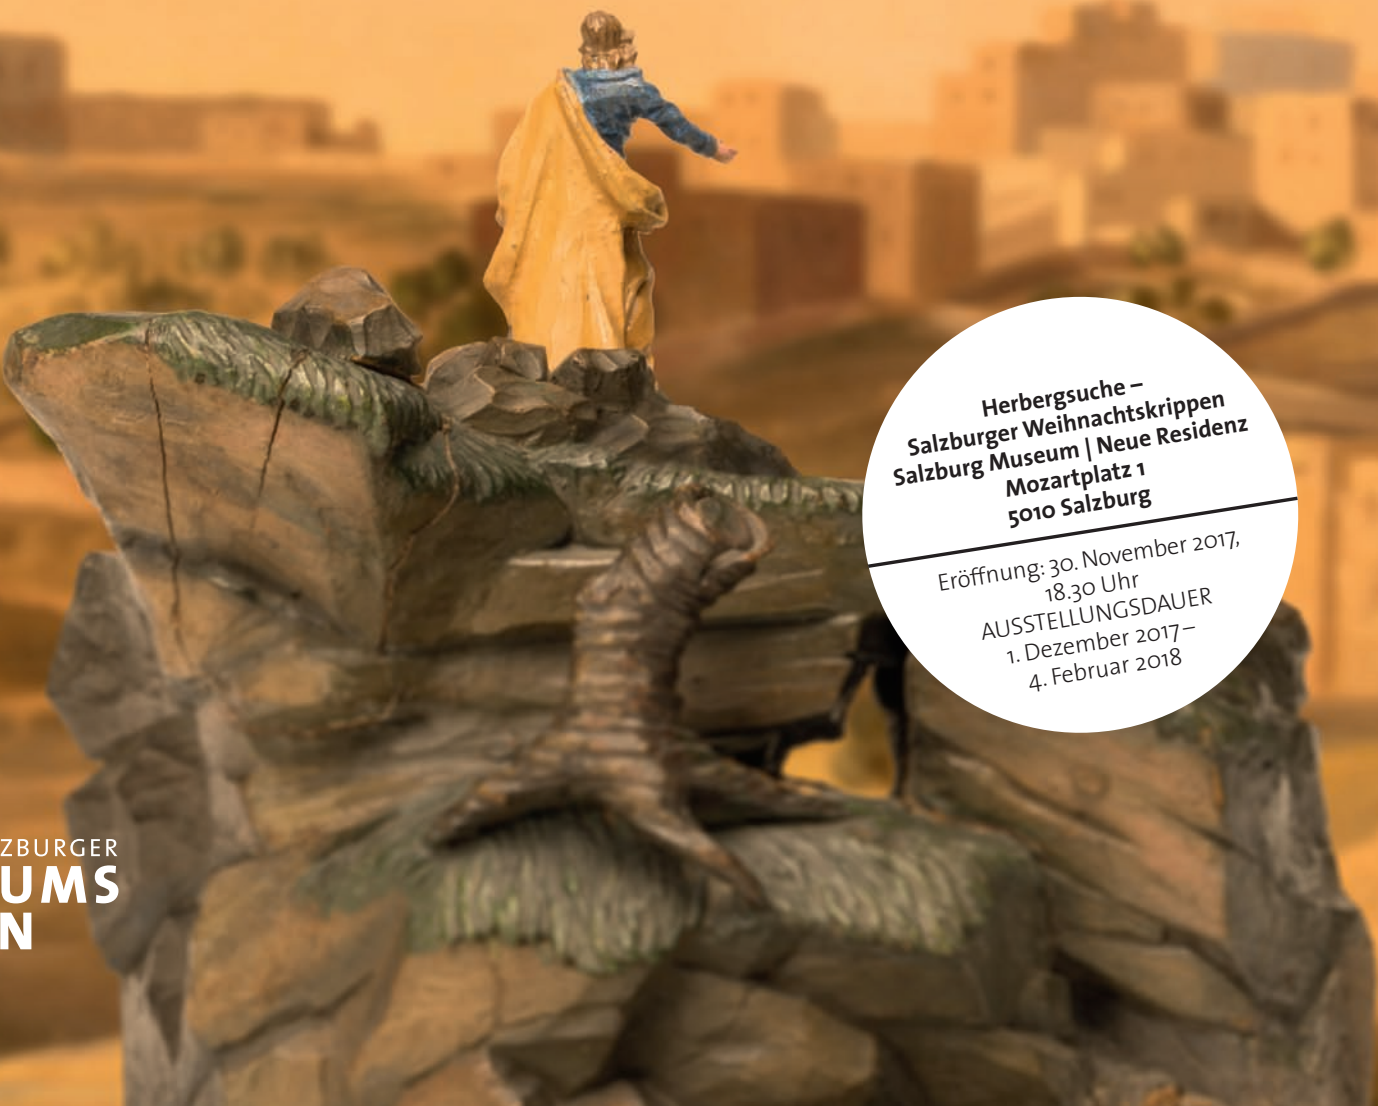 Herbergsuche –
Salzburger Weihnachtskrippen
Salzburg Museum | Neue Residenz
Mozartplatz 1
5010 Salzburg
Eröffnung: 30. November 2017,
18.30 Uhr
AUSSTELLUNGSDAUER
1. Dezember 2017–
4. Februar 2018
ZBURGER
UMS
N